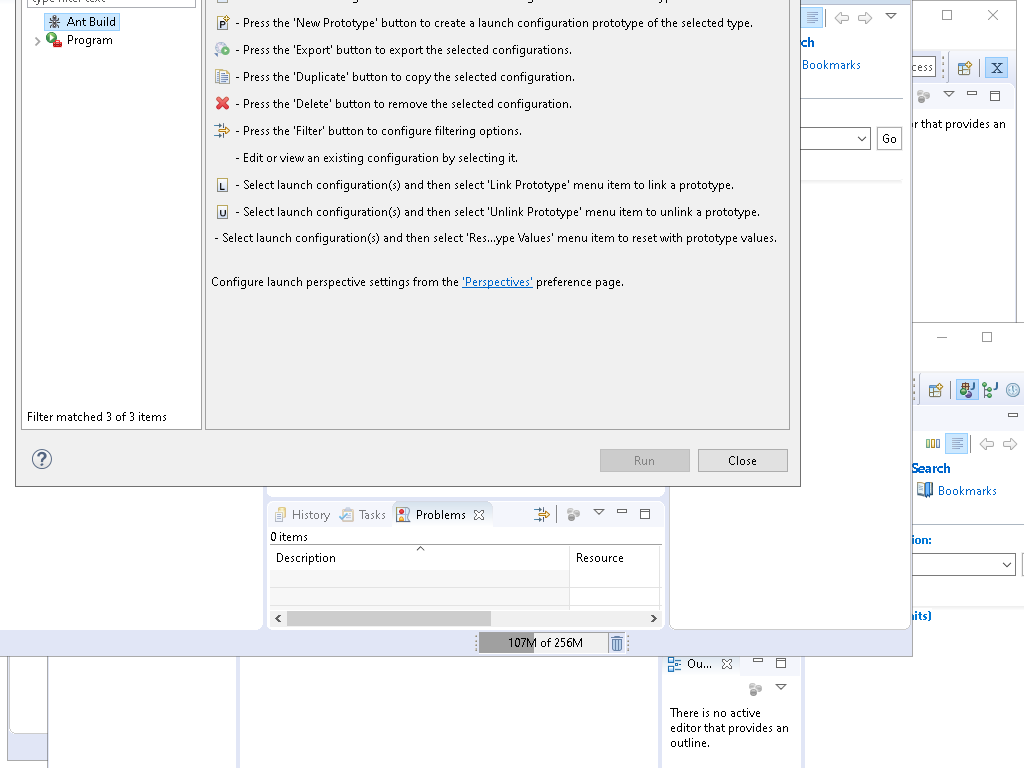 Ant Build
Program
Filter matched 3 of 3 items
- Press the 'New Prototype' button to create a launch configuration prototype of the selected type.
- Press the 'Export' button to export the selected configurations.
- Press the 'Duplicate' button to copy the selected configuration.
- Press the 'Delete' button to remove the selected configuration.
- Press the 'Filter' button to configure filtering options.
- Edit or view an existing configuration by selecting it.
- Select launch configuration(s) and then select 'Link Prototype' menu item to link a prototype.
- Select launch configuration(s) and then select 'Unlink Prototype' menu item to unlink a prototype.
- Select launch configuration(s) and then select 'Res...ype Values' menu item to reset with prototype values.
Configure launch perspective settings from the 'Perspectives' preference page.
Run
Close
ch
Bookmarks
Go
cess
r that provides an
Search
Bookmarks
ion:
its)
History
Tasks
Problems
0 items
Description
Resource
107M of 256M
Ou...
There is no active
editor that provides an
outline.